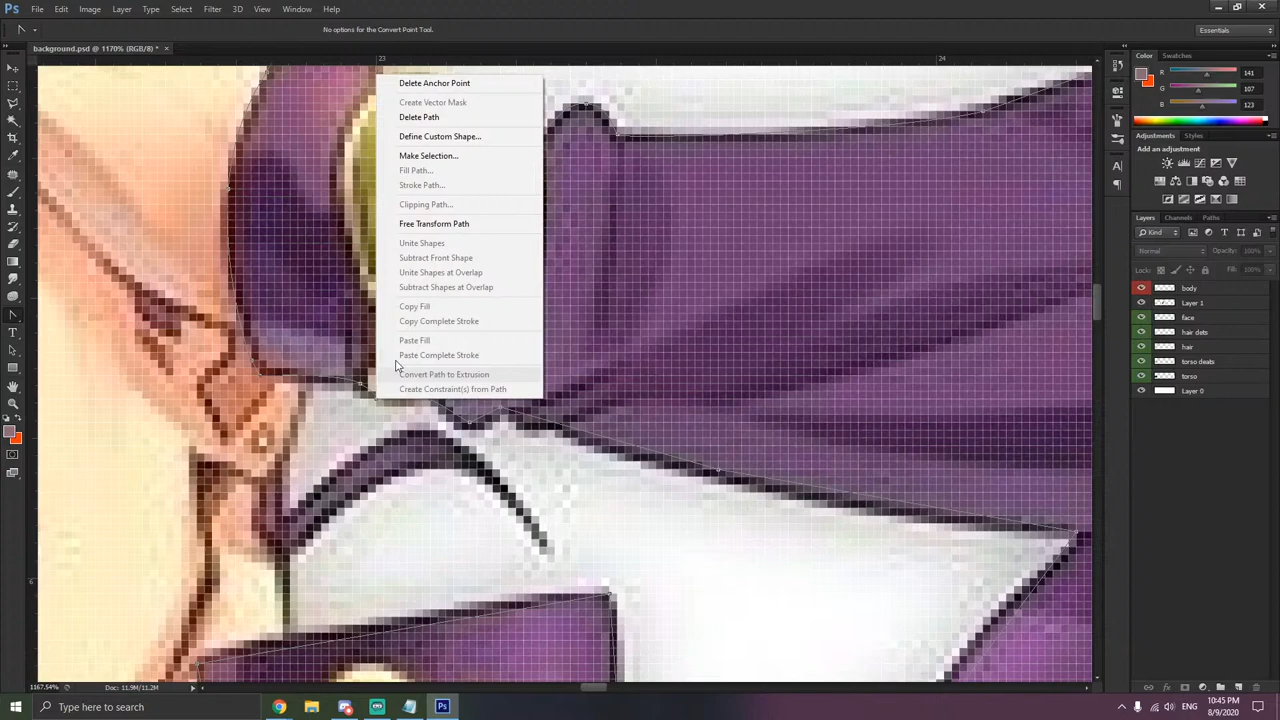 Ps File Edit Image Layer Type Select Filter 3D View Window Help
No options for the Convert Point Tool.
Essentials
background.psd @ 1170% (RGB/8) * ×
23
24
Delete Anchor Point
Create Vector Mask
Delete Path
Define Custom Shape...
Make Selection...
Fill Path...
Stroke Path...
Clipping Path...
Free Transform Path
Unite Shapes
Subtract Front Shape
Unite Shapes at Overlap
Subtract Shapes at Overlap
Copy Fill
Copy Complete Stroke
Paste Fill
Paste Complete Stroke
Convert Path to Extrusion
Create Constraint(s) from Path
6
Color Swatches
R 141
G 107
B 123
Adjustments Styles
Add an adjustment
Layers Channels Paths
Kind
Normal Opacity:
Locks: Fill: 100%
body
Layer 1
face
hair dets
hair
torso deats
torso
Layer 0
1167.54% Doc: 11.9M/11.2M
Type here to search
Ps
ENG
10:45 PM
8/9/2020